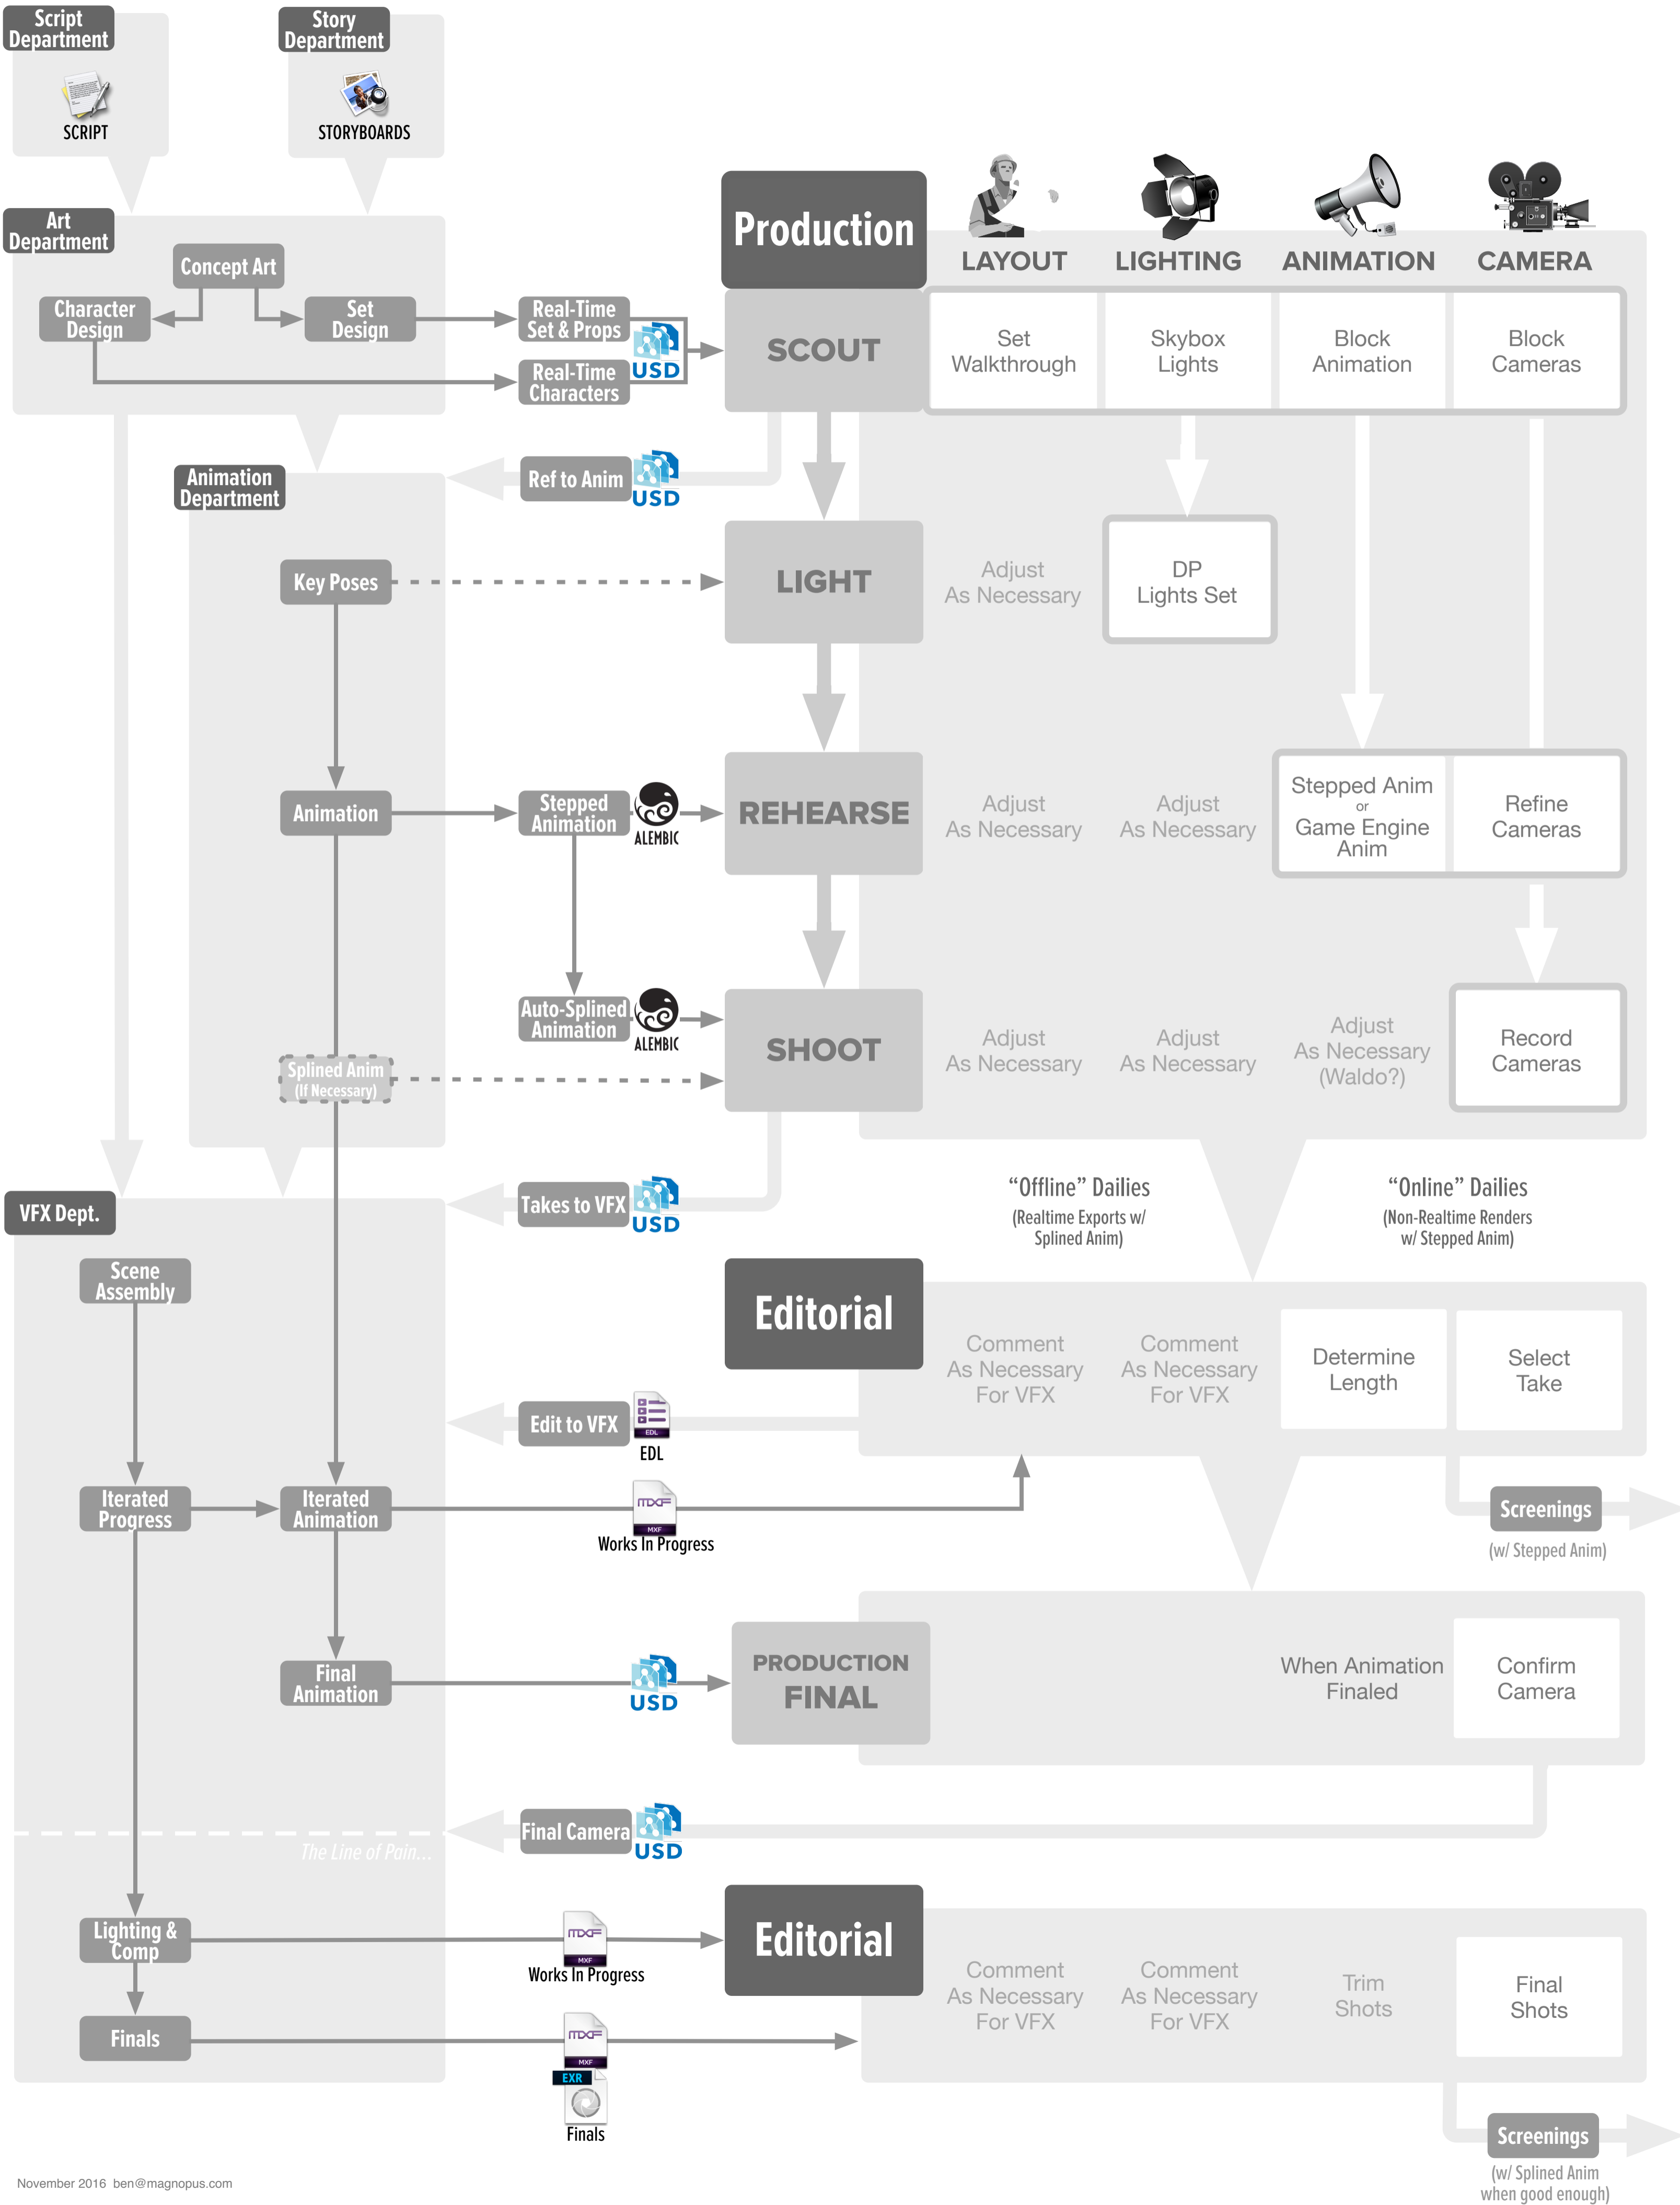 Script
Department
SCRIPT
Story
Department
STORYBOARDS
Art
Department
Concept Art
Character
Design
Set
Design
Real-Time
Set & Props
Real-Time
Characters
USD
Production
LAYOUT
LIGHTING
ANIMATION
CAMERA
SCOUT
Set
Walkthrough
Skybox
Lights
Block
Animation
Block
Cameras
Animation
Department
Ref to Anim
USD
Key Poses
LIGHT
Adjust
As Necessary
DP
Lights Set
Animation
Stepped
Animation
ALEMBIC
REHEARSE
Adjust
As Necessary
Adjust
As Necessary
Stepped Anim
or
Game Engine
Anim
Refine
Cameras
Auto-Splined
Animation
ALEMBIC
Splined Anim
(If Necessary)
SHOOT
Adjust
As Necessary
Adjust
As Necessary
Adjust
As Necessary
(Waldo?)
Record
Cameras
VFX Dept.
Takes to VFX
USD
“Offline” Dailies
(Realtime Exports w/
Splined Anim)
“Online” Dailies
(Non-Realtime Renders
w/ Stepped Anim)
Scene
Assembly
Editorial
Comment
As Necessary
For VFX
Comment
As Necessary
For VFX
Determine
Length
Select
Take
Edit to VFX
EDL
EDL
Iterated
Progress
Iterated
Animation
MXF
MXF
Works In Progress
Screenings
(w/ Stepped Anim)
Final
Animation
USD
PRODUCTION
FINAL
When Animation
Finaled
Confirm
Camera
Final Camera
USD
The Line of Pain...
Lighting &
Comp
MXF
MXF
Works In Progress
Editorial
Comment
As Necessary
For VFX
Comment
As Necessary
For VFX
Trim
Shots
Final
Shots
Finals
MXF
MXF
EXR
Finals
Screenings
(w/ Splined Anim
when good enough)
November 2016 ben@magnopus.com